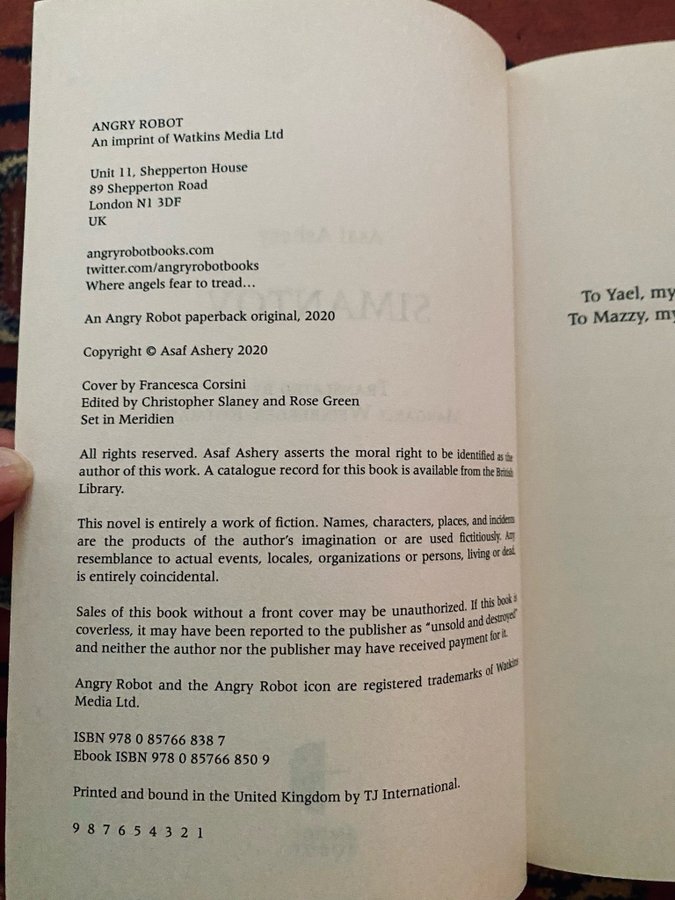 ANGRY ROBOT
An imprint of Watkins Media Ltd
Unit 11, Shepperton House
89 Shepperton Road
London N1 3DF
UK
angryrobotbooks.com
twitter.com/angryrobotbooks
Where angels fear to tread...
An Angry Robot paperback original, 2020
Copyright © Asaf Ashery 2020
Cover by Francesca Corsini
Edited by Christopher Slaney and Rose Green
Set in Meridien
All rights reserved. Asaf Ashery asserts the moral right to be identified as the
author of this work. A catalogue record for this book is available from the British
Library.
This novel is entirely a work of fiction. Names, characters, places, and incidents
are the products of the author's imagination or are used fictitiously. Any
resemblance to actual events, locales, organizations or persons, living or dead,
is entirely coincidental.
Sales of this book without a front cover may be unauthorized. If this book is
coverless, it may have been reported to the publisher as "unsold and destroyed"
and neither the author nor the publisher may have received payment for it.
Angry Robot and the Angry Robot icon are registered trademarks of Watkins
Media Ltd.
ISBN 978 0 85766 838 7
Ebook ISBN 978 0 85766 850 9
Printed and bound in the United Kingdom by TJ International.
9 8 7 6 5 4 3 2 1
To Yael, my
To Mazzy, my